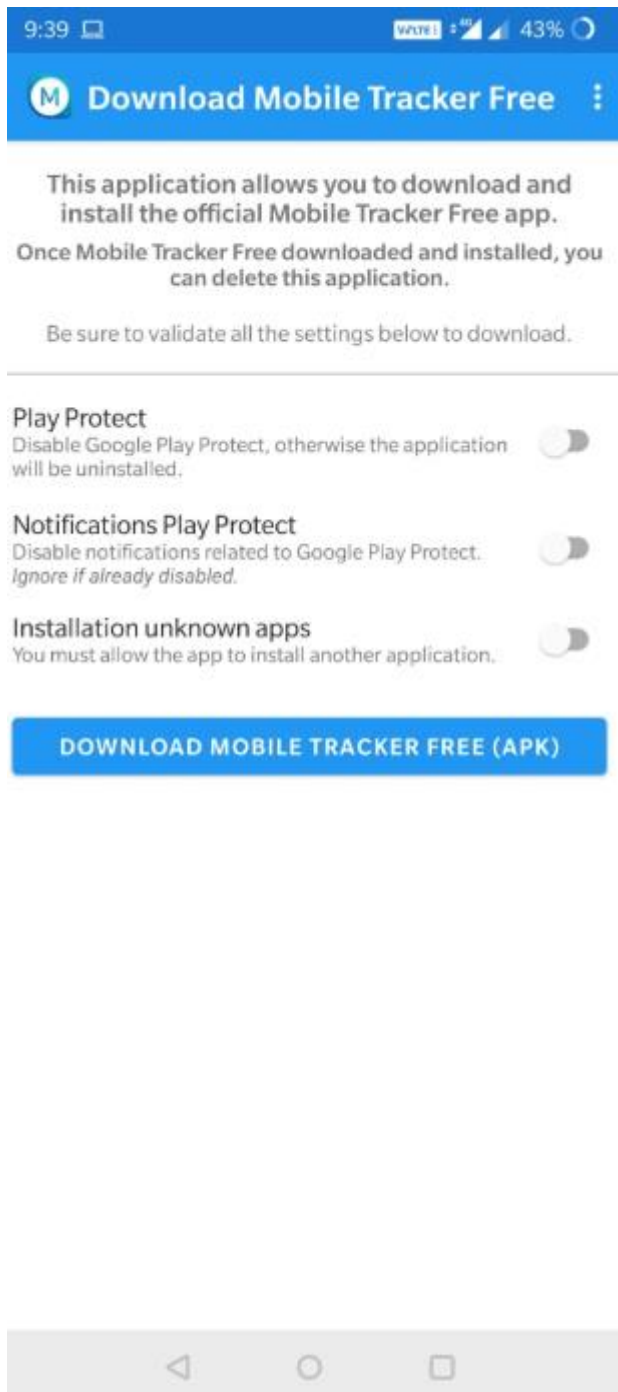 9:39 43%
M Download Mobile Tracker Free
This application allows you to download and
install the official Mobile Tracker Free app.
Once Mobile Tracker Free downloaded and installed, you
can delete this application.
Be sure to validate all the settings below to download.
Play Protect
Disable Google Play Protect, otherwise the application
will be uninstalled.
Notifications Play Protect
Disable notifications related to Google Play Protect.
Ignore if already disabled.
Installation unknown apps
You must allow the app to install another application.
DOWNLOAD MOBILE TRACKER FREE (APK)